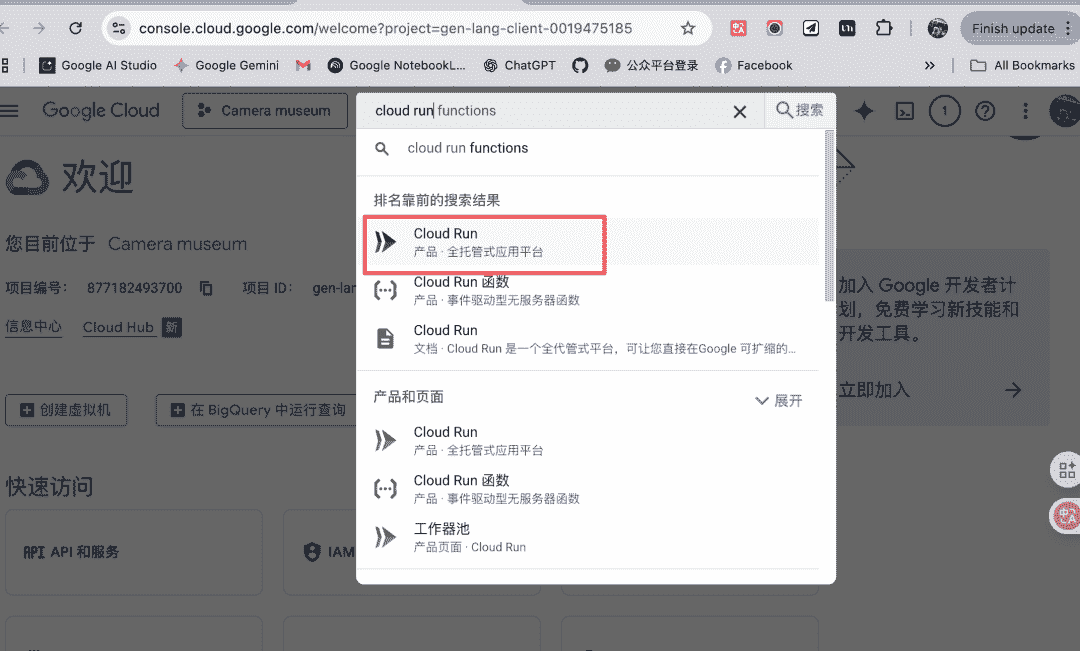 console.cloud.google.com/welcome?project=gen-lang-client-0019475185
Finish update
Google AI Studio
Google Gemini
Google NotebookL...
ChatGPT
公众平台登录
Facebook
All Bookmarks
Google Cloud
Camera museum
cloud run functions
搜索
1
cloud run functions
排名靠前的搜索结果
Cloud Run
产品 · 全托管式应用平台
Cloud Run 函数
产品 · 事件驱动型无服务器函数
Cloud Run
文档 · Cloud Run 是一个全代管式平台，可让您直接在Google 可扩缩的...
产品和页面
展开
Cloud Run
产品 · 全托管式应用平台
Cloud Run 函数
产品 · 事件驱动型无服务器函数
工作器池
产品页面 · Cloud Run
欢迎
您目前位于 Camera museum
项目编号： 877182493700 项目 ID： gen-lan
信息中心 Cloud Hub 新
创建虚拟机
在 BigQuery 中运行查询
快速访问
API API 和服务
IAM
加入 Google 开发者计
划，免费学习新技能和
开发工具。
立即加入